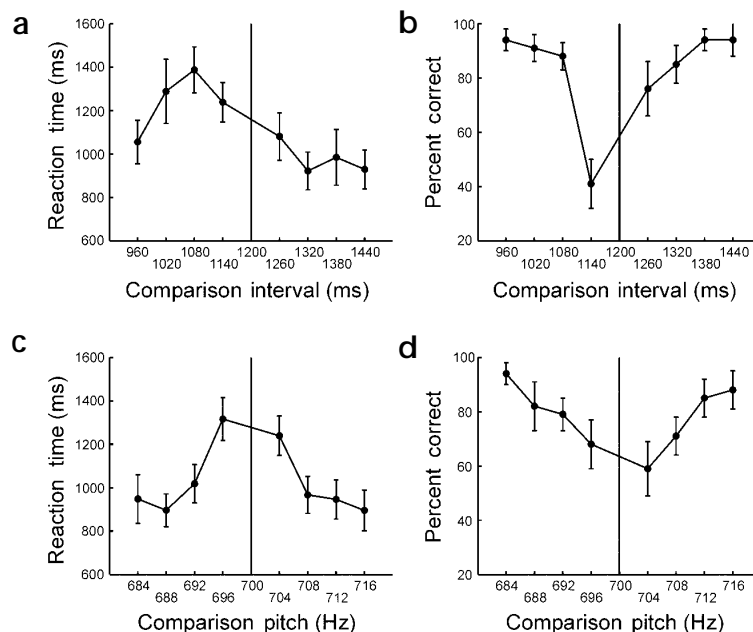 a
Reaction time (ms)
1600
1400
1200
1000
800
600
960 1080 1200 1320 1440
1020 1140 1260 1380
Comparison interval (ms)
b
Percent correct
100
80
60
40
20
960 1080 1200 1320 1440
1020 1140 1260 1380
Comparison interval (ms)
c
Reaction time (ms)
1600
1400
1200
1000
800
600
684 692 700 708 716
688 696 704 712
Comparison pitch (Hz)
d
Percent correct
100
80
60
40
20
684 692 700 708 716
688 696 704 712
Comparison pitch (Hz)